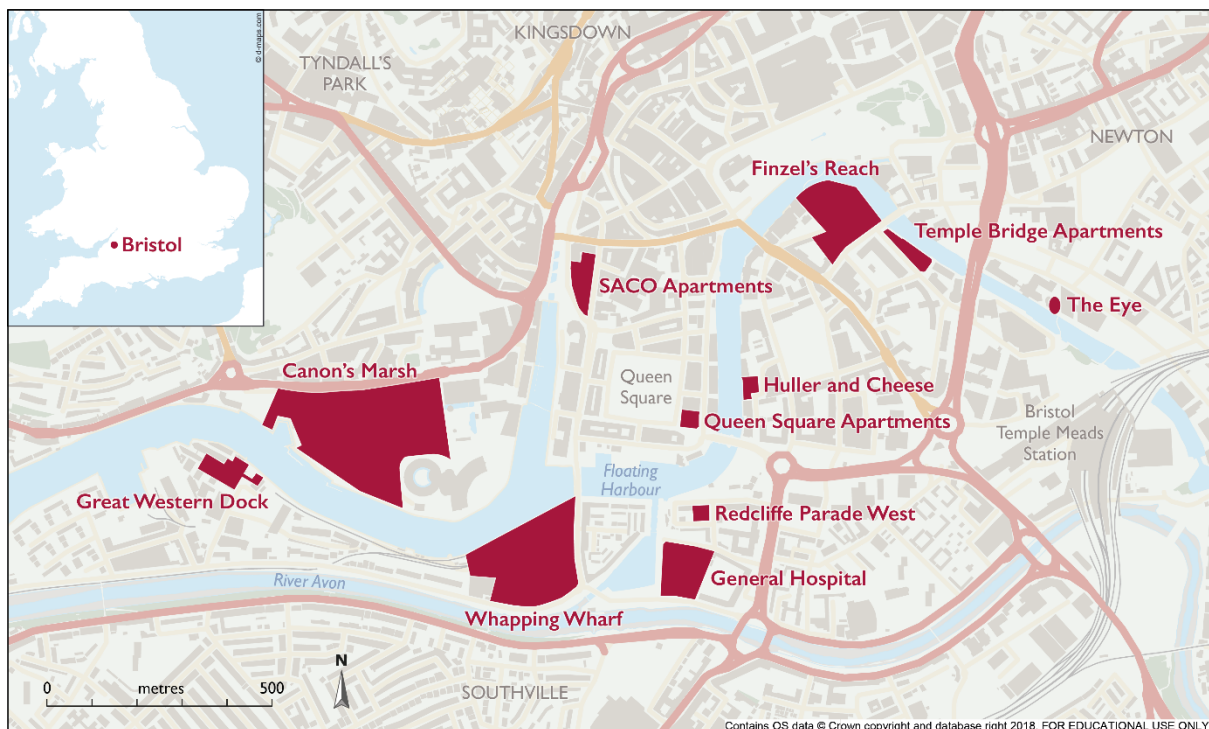 © d-maps.com
Bristol
KINGSDOWN
TYNDALL'S
PARK
NEWTON
Finzel's Reach
Temple Bridge Apartments
SACO Apartments
The Eye
Canon's Marsh
Queen
Square
Huller and Cheese
Queen Square Apartments
Bristol
Temple Meads
Station
Great Western Dock
Floating
Harbour
Redcliffe Parade West
General Hospital
River Avon
Whapping Wharf
N
0 metres 500
SOUTHVILLE
Contains OS data © Crown copyright and database right 2018. FOR EDUCATIONAL USE ONLY